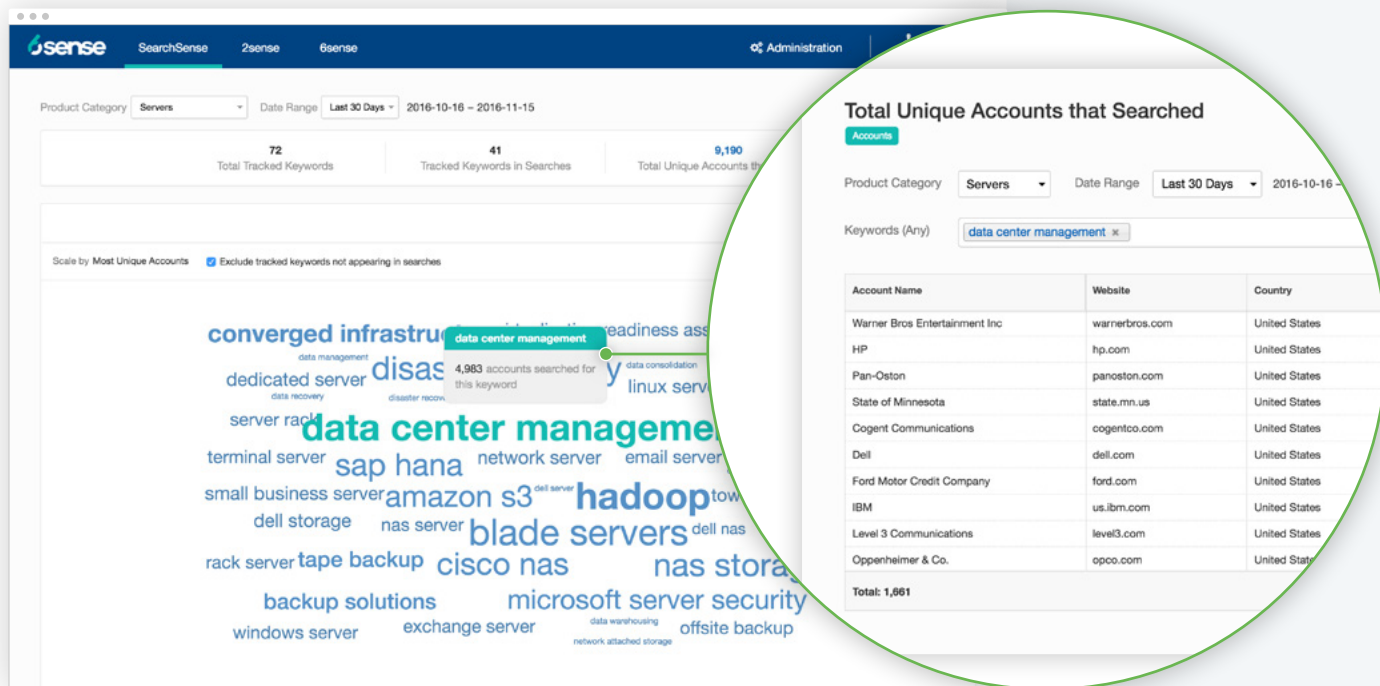 6sense SearchSense 2sense 6sense Administration
Product Category Servers Date Range Last 30 Days 2016-10-16 – 2016-11-15
72 41 9,190
Total Tracked Keywords Tracked Keywords in Searches Total Unique Accounts
Scale by Most Unique Accounts Exclude tracked keywords not appearing in searches
converged readiness
data center management
4,983 accounts searched for
this keyword
data management
data consolidation
dedicated server
linux
data recovery disaster
server rack
data center
terminal server sap hana network server email server
small business server amazon s3 dell server hadoop
dell storage nas server blade servers dell nas
rack server tape backup cisco nas nas
backup solutions microsoft server security
windows server exchange server data warehousing offsite backup
network attached storage
Total Unique Accounts that Searched
Accounts
Product Category Servers Date Range Last 30 Days 2016-10-16 –
Keywords (Any) data center management ×
Account Name Website Country
Warner Bros Entertainment Inc warnerbros.com United States
HP hp.com United States
Pan-Oston panoston.com United States
State of Minnesota state.mn.us United States
Cogent Communications cogentco.com United States
Dell dell.com United States
Ford Motor Credit Company ford.com United States
IBM us.ibm.com United States
Level 3 Communications level3.com United States
Oppenheimer & Co. opco.com United
Total: 1,661